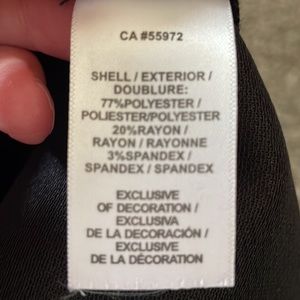 CA #55972
SHELL / EXTERIOR /
DOUBLURE:
77%POLYESTER /
POLIESTER/POLYESTER
20%RAYON /
RAYON / RAYONNE
3%SPANDEX /
SPANDEX / SPANDEX
EXCLUSIVE
OF DECORATION /
EXCLUSIVA
DE LA DECORACIÓN /
EXCLUSIVE
DE LA DÉCORATION